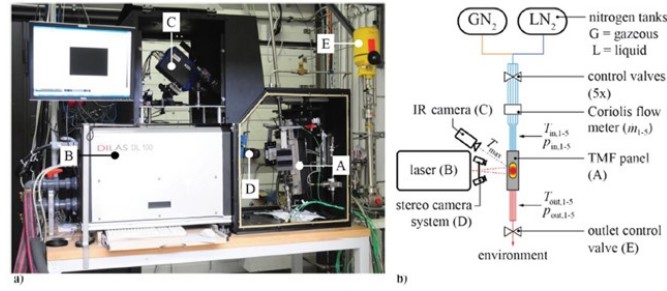 C
E
B
DILAS DL 100
D
A
a)
GN2
LN2
nitrogen tanks
G = gazeous
L = liquid
control valves
(5x)
Coriolis flow
meter (m1-5)
IR camera (C)
Tmax
Tin,1-5
pin,1-5
laser (B)
TMF panel
(A)
stereo camera
system (D)
Tout,1-5
pout,1-5
outlet control
valve (E)
environment
b)